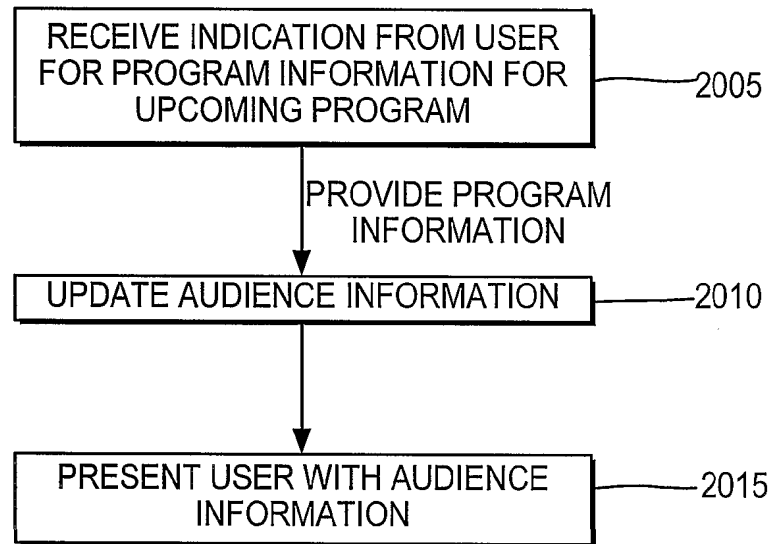 RECEIVE INDICATION FROM USER
FOR PROGRAM INFORMATION FOR
UPCOMING PROGRAM
2005
PROVIDE PROGRAM
INFORMATION
UPDATE AUDIENCE INFORMATION
2010
PRESENT USER WITH AUDIENCE
INFORMATION
2015